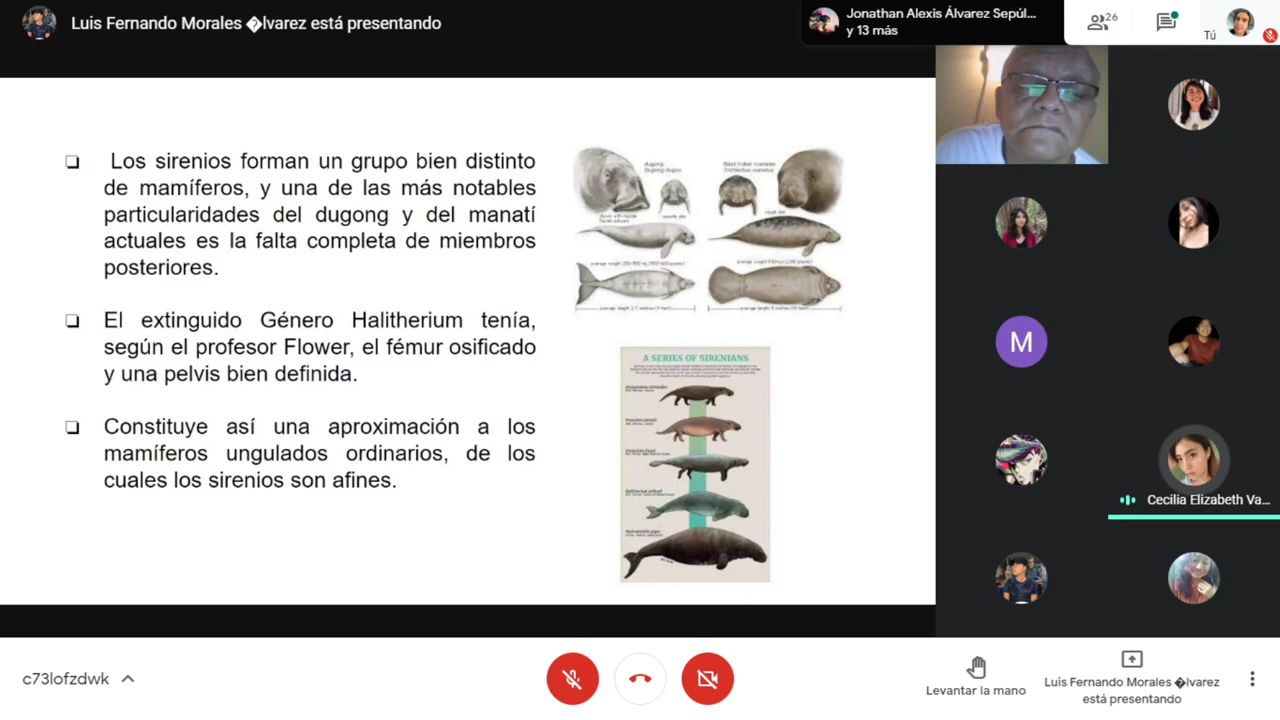 Luis Fernando Morales �lvarez está presentando
Jonathan Alexis Álvarez Sepúl...
y 13 más
26
Tú
Los sirenios forman un grupo bien distinto
de mamíferos, y una de las más notables
particularidades del dugong y del manatí
actuales es la falta completa de miembros
posteriores.
El extinguido Género Halitherium tenía,
según el profesor Flower, el fémur osificado
y una pelvis bien definida.
Constituye así una aproximación a los
mamíferos ungulados ordinarios, de los
cuales los sirenios son afines.
dugong
Dugong dugon
A SERIES OF SIRENIANS
M
Cecilia Elizabeth Va...
c73lofzdwk
Levantar la mano
Luis Fernando Morales �lvarez
está presentando